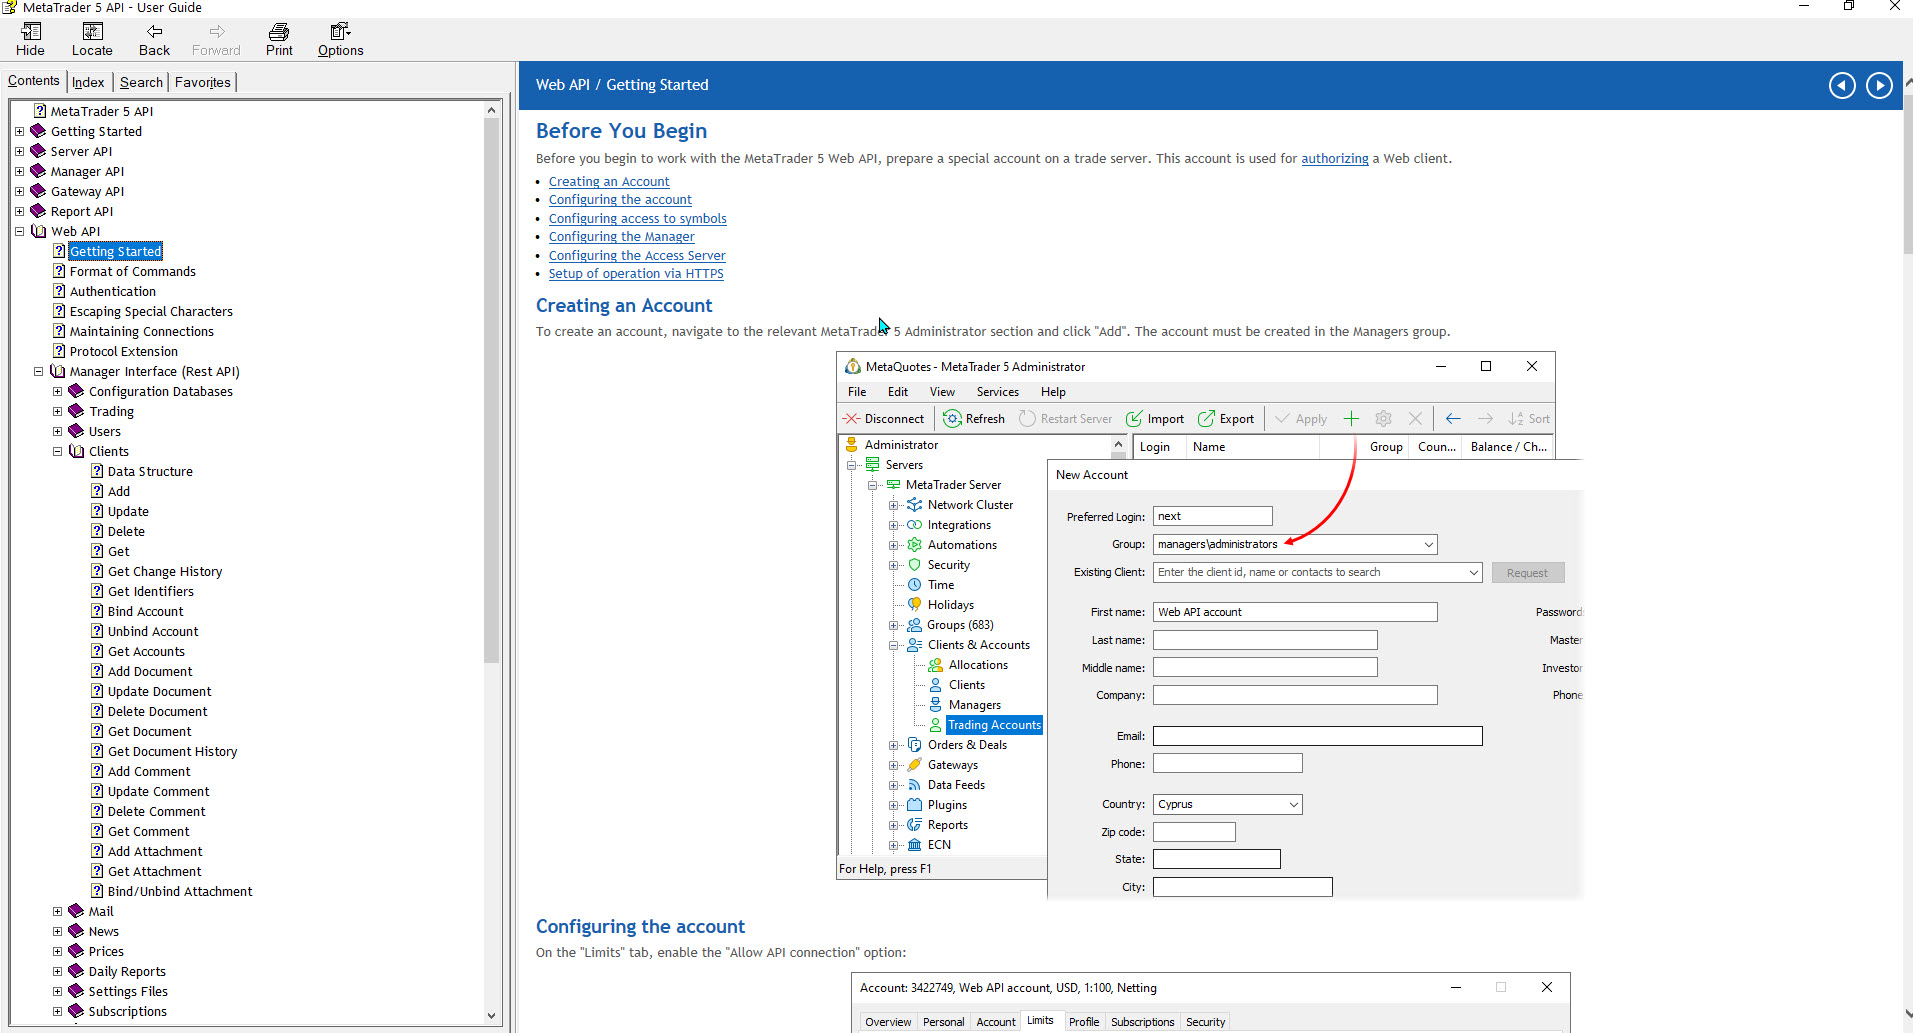 MetaTrader 5 API - User Guide
Hide Locate Back Forward Print Options
Contents Index Search Favorites
MetaTrader 5 API
Getting Started
Server API
Manager API
Gateway API
Report API
Web API
Getting Started
Format of Commands
Authentication
Escaping Special Characters
Maintaining Connections
Protocol Extension
Manager Interface (Rest API)
Configuration Databases
Trading
Users
Clients
Data Structure
Add
Update
Delete
Get
Get Change History
Get Identifiers
Bind Account
Unbind Account
Get Accounts
Add Document
Update Document
Delete Document
Get Document
Get Document History
Add Comment
Update Comment
Delete Comment
Get Comment
Add Attachment
Get Attachment
Bind/Unbind Attachment
Mail
News
Prices
Daily Reports
Settings Files
Subscriptions
Web API / Getting Started
Before You Begin
Before you begin to work with the MetaTrader 5 Web API, prepare a special account on a trade server. This account is used for authorizing a Web client.
• Creating an Account
• Configuring the account
• Configuring access to symbols
• Configuring the Manager
• Configuring the Access Server
• Setup of operation via HTTPS
Creating an Account
To create an account, navigate to the relevant MetaTrader 5 Administrator section and click "Add". The account must be created in the Managers group.
MetaQuotes - MetaTrader 5 Administrator
File Edit View Services Help
Disconnect Refresh Restart Server Import Export Apply Sort
Administrator
Servers
MetaTrader Server
Network Cluster
Integrations
Automations
Security
Time
Holidays
Groups (683)
Clients & Accounts
Allocations
Clients
Managers
Trading Accounts
Orders & Deals
Gateways
Data Feeds
Plugins
Reports
ECN
For Help, press F1
Login Name Group Coun... Balance / Ch...
New Account
Preferred Login: next
Group: managers\administrators
Existing Client: Enter the client id, name or contacts to search Request
First name: Web API account Password
Last name: Master
Middle name: Investor
Company: Phone
Email:
Phone:
Country: Cyprus
Zip code:
State:
City:
Configuring the account
On the "Limits" tab, enable the "Allow API connection" option:
Account: 3422749, Web API account, USD, 1:100, Netting
Overview Personal Account Limits Profile Subscriptions Security